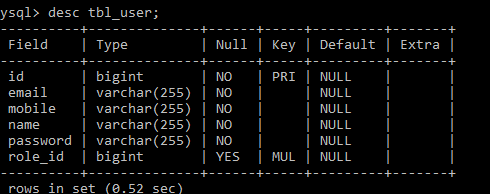 ysql> desc tbl_user;
----------+--------------+------+-----+---------+-------+
 Field    | Type         | Null | Key | Default | Extra |
----------+--------------+------+-----+---------+-------+
 id       | bigint       | NO   | PRI | NULL    |       |
 email    | varchar(255) | NO   |     | NULL    |       |
 mobile   | varchar(255) | NO   |     | NULL    |       |
 name     | varchar(255) | NO   |     | NULL    |       |
 password | varchar(255) | NO   |     | NULL    |       |
 role_id  | bigint       | YES  | MUL | NULL    |       |
----------+--------------+------+-----+---------+-------+
 rows in set (0.52 sec)